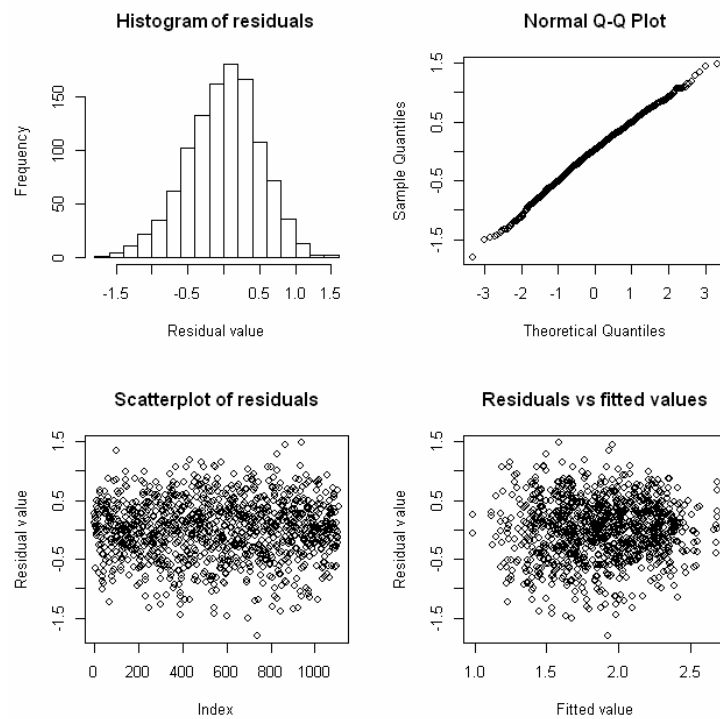 Histogram of residuals
Frequency
0 50 100 150
-1.5 -0.5 0.5 1.0 1.5
Residual value
Normal Q-Q Plot
Sample Quantiles
-1.5 -0.5 0.5 1.5
-3 -2 -1 0 1 2 3
Theoretical Quantiles
Scatterplot of residuals
Residual value
-1.5 -0.5 0.5 1.5
0 200 400 600 800 1000
Index
Residuals vs fitted values
Residual value
-1.5 -0.5 0.5 1.5
1.0 1.5 2.0 2.5
Fitted value